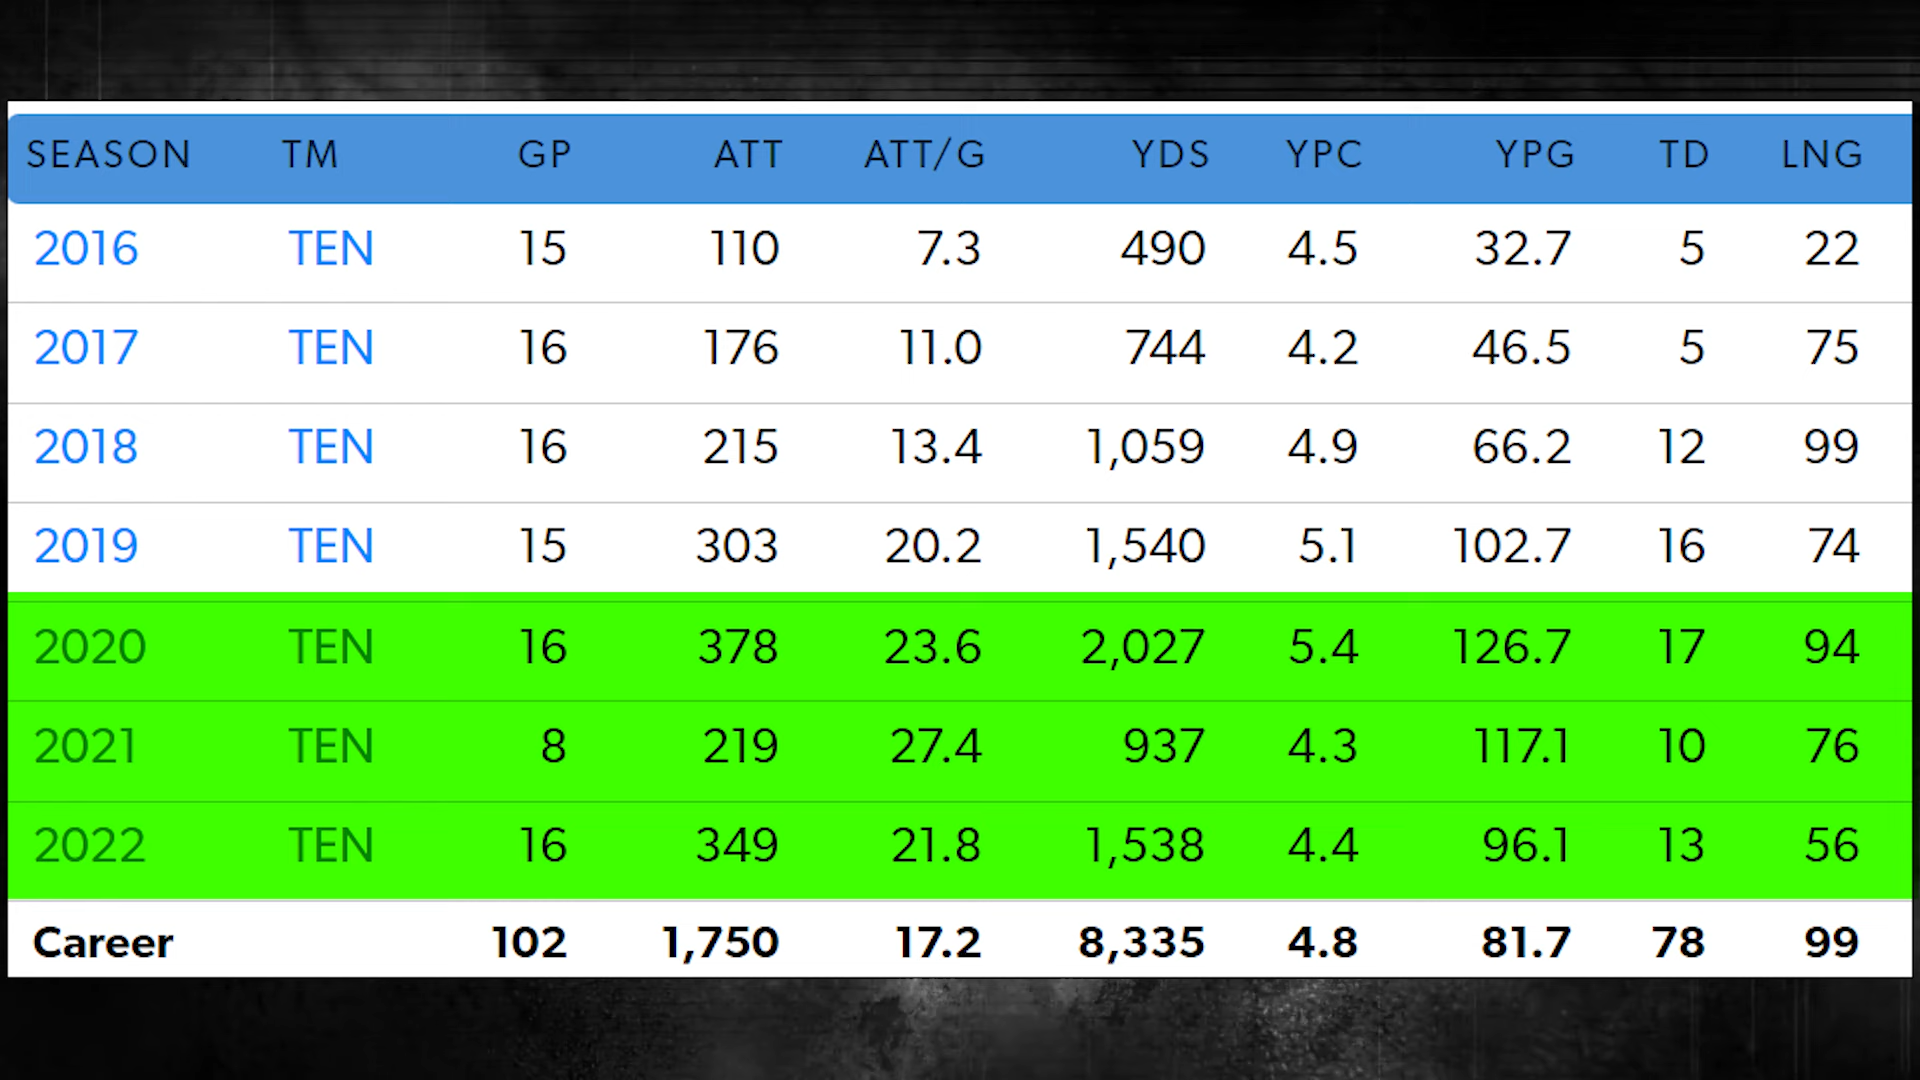 SEASON TM GP ATT ATT/G YDS YPC YPG TD LNG
2016 TEN 15 110 7.3 490 4.5 32.7 5 22
2017 TEN 16 176 11.0 744 4.2 46.5 5 75
2018 TEN 16 215 13.4 1,059 4.9 66.2 12 99
2019 TEN 15 303 20.2 1,540 5.1 102.7 16 74
2020 TEN 16 378 23.6 2,027 5.4 126.7 17 94
2021 TEN 8 219 27.4 937 4.3 117.1 10 76
2022 TEN 16 349 21.8 1,538 4.4 96.1 13 56
Career 102 1,750 17.2 8,335 4.8 81.7 78 99